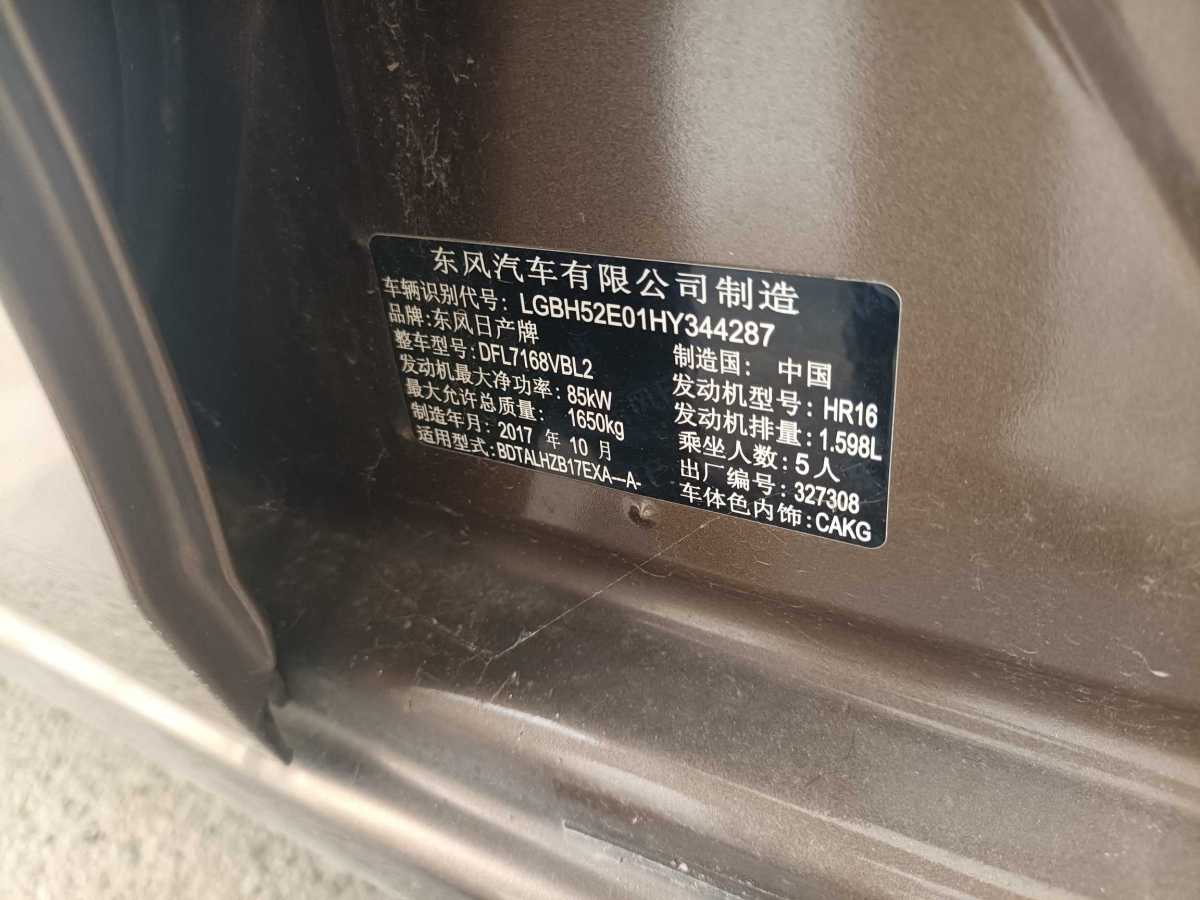 东风汽车有限公司制造
车辆识别代号: LGBH52E01HY344287
品牌:东风日产牌 制造国: 中国
整车型号:DFL7168VBL2 发动机型号:HR16
发动机最大净功率:85kW 发动机排量:1.598L
最大允许总质量: 1650kg 乘坐人数:5人
制造年月:2017 年 10 月 出厂编号:327308
适用型式:BDTALHZB17EXA—A- 车体色内饰:CAKG